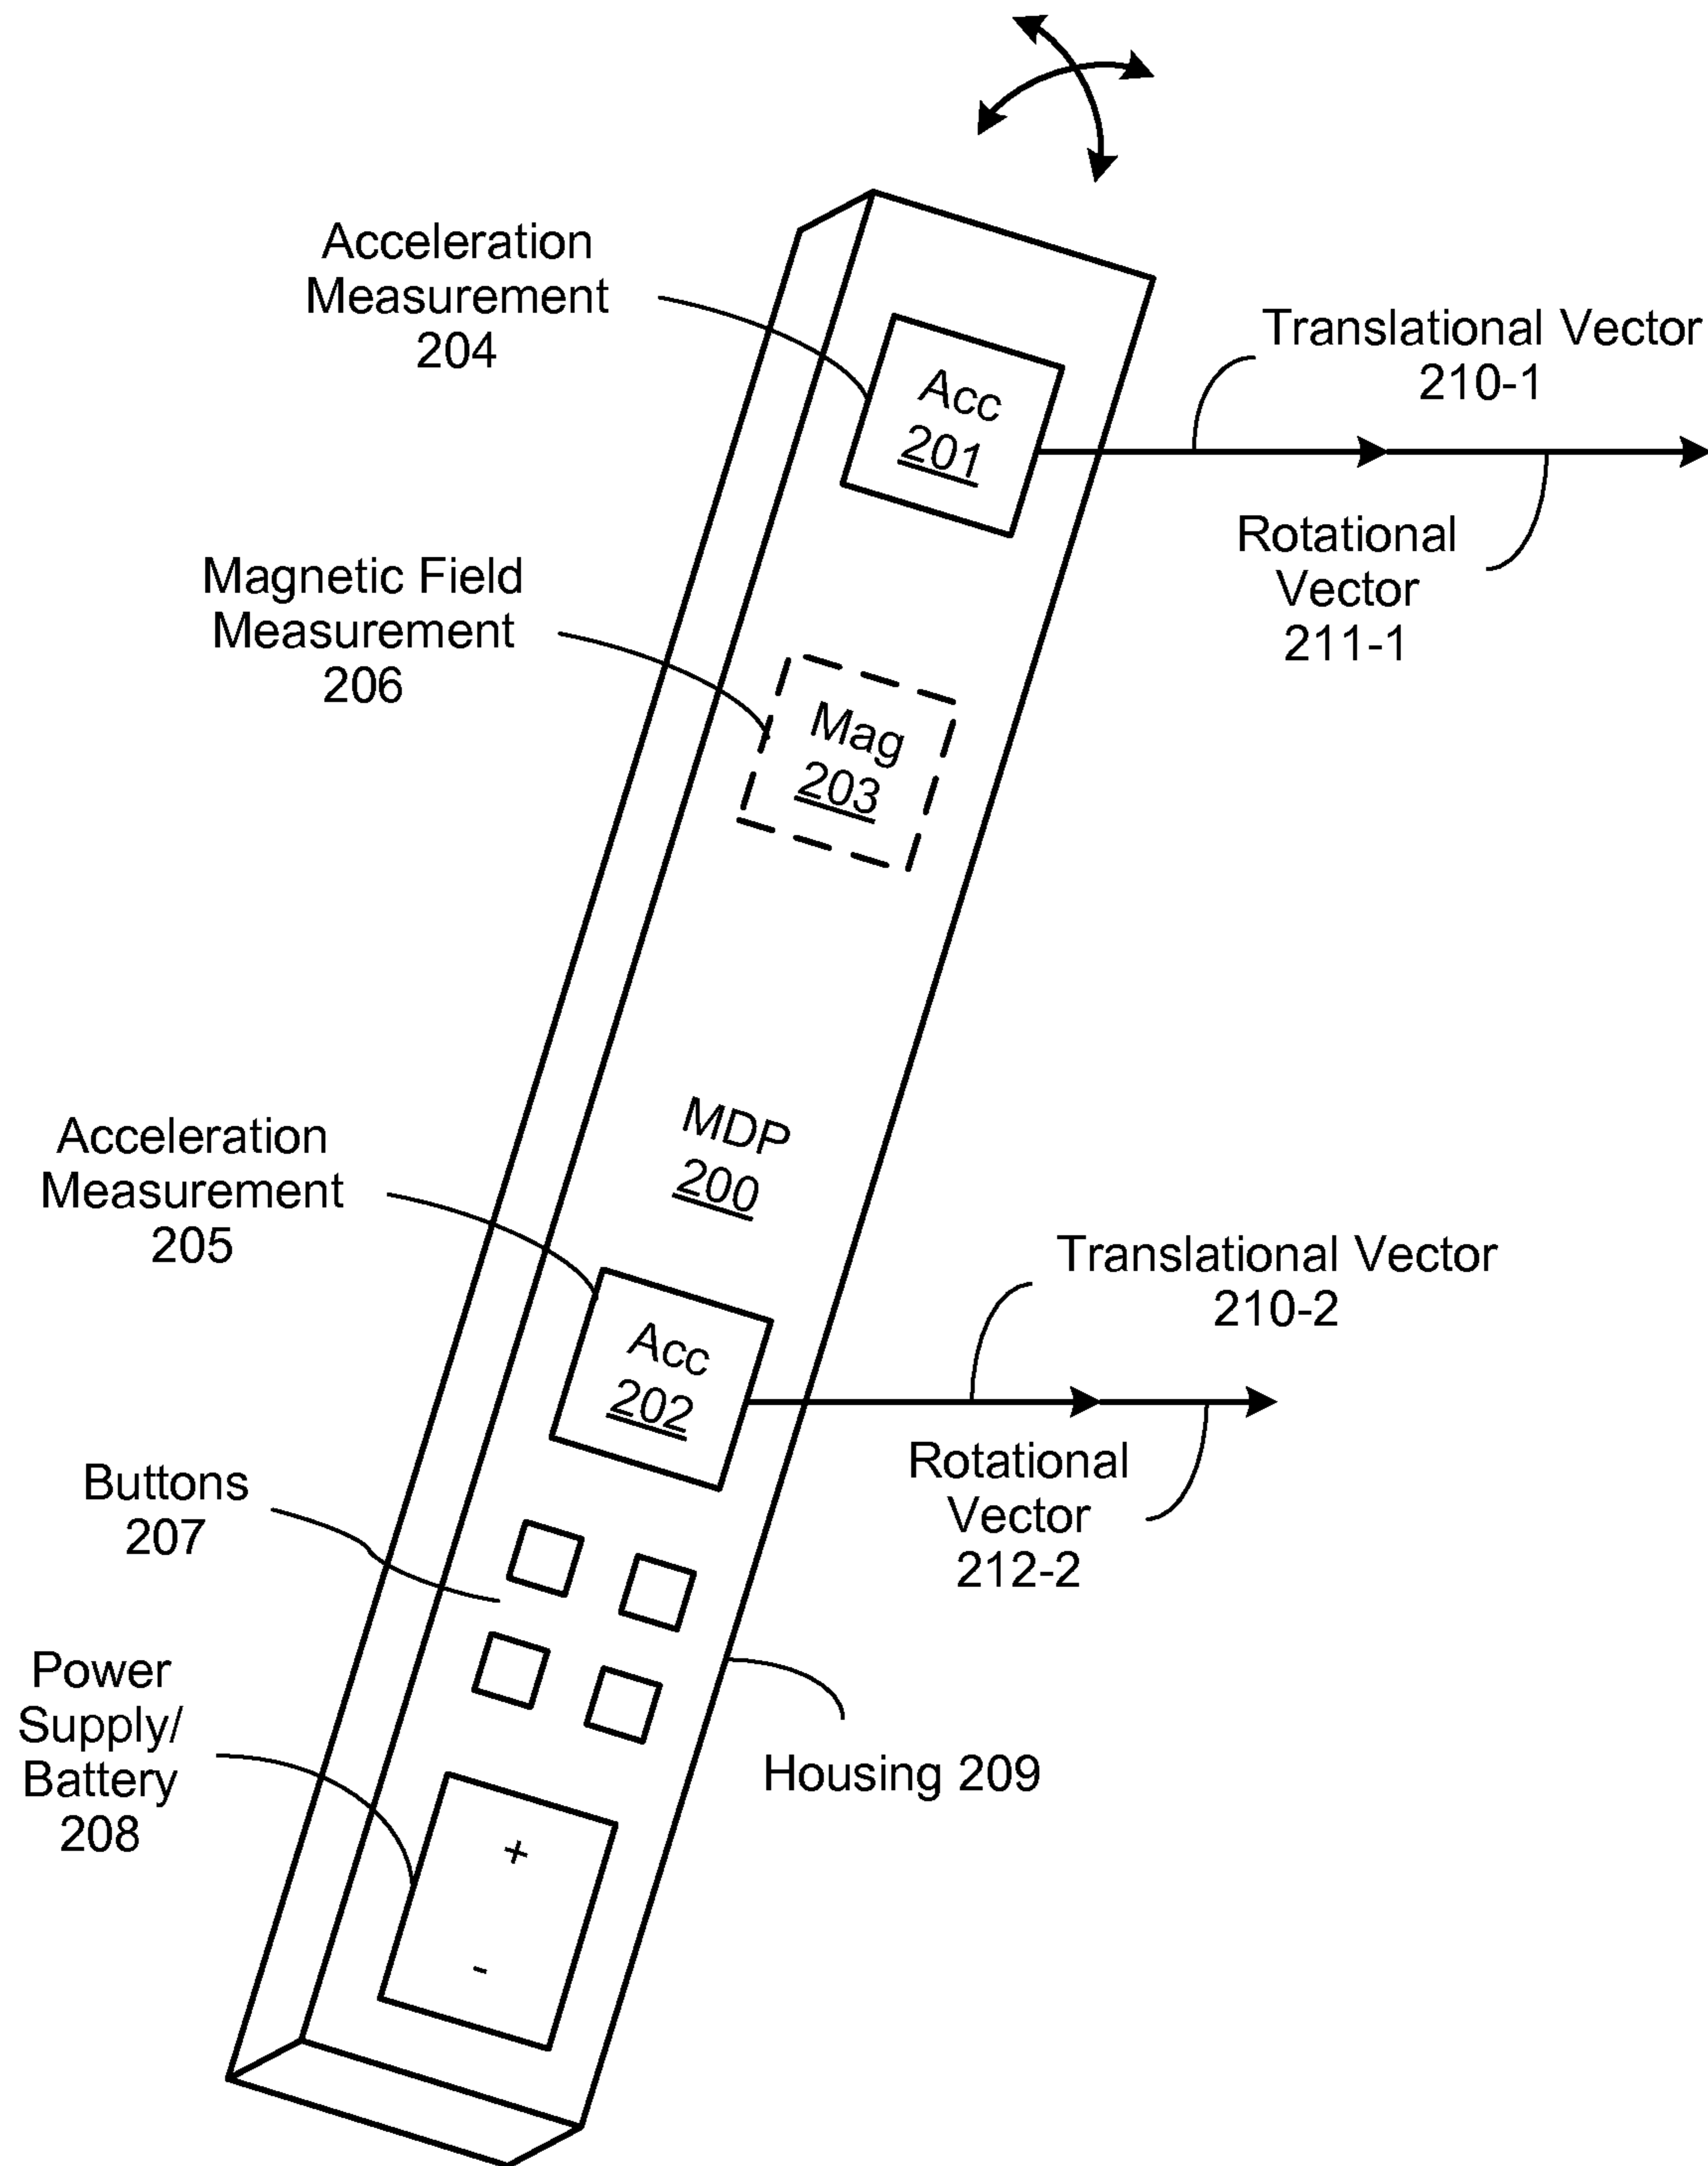 Acceleration
Measurement
204
Acc
201
Translational Vector
210-1
Rotational
Vector
211-1
Magnetic Field
Measurement
206
Mag
203
MDP
200
Acceleration
Measurement
205
Acc
202
Translational Vector
210-2
Rotational
Vector
212-2
Buttons
207
Power
Supply/
Battery
208
+
-
Housing 209